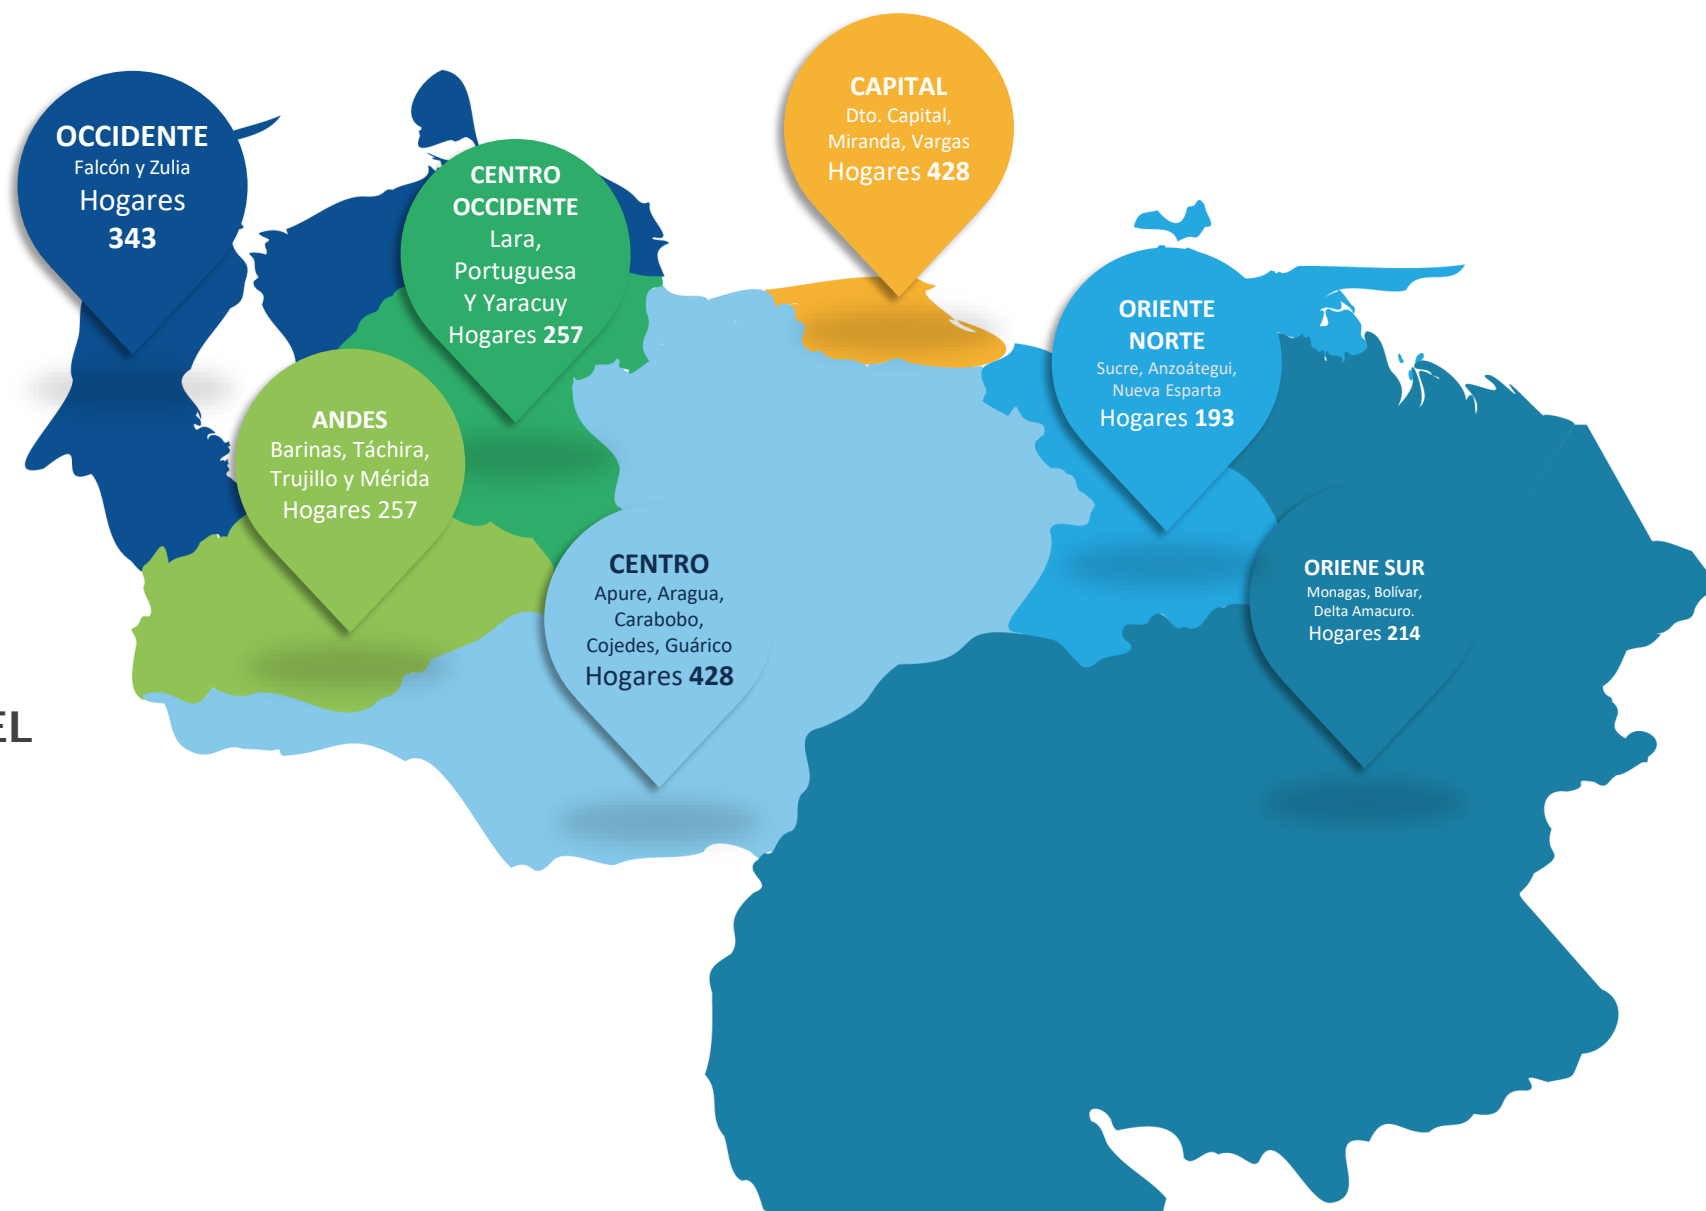 OCCIDENTE
Falcón y Zulia
Hogares
343
CENTRO
OCCIDENTE
Lara,
Portuguesa
Y Yaracuy
Hogares 257
CAPITAL
Dto. Capital,
Miranda, Vargas
Hogares 428
ORIENTE
NORTE
Sucre, Anzoátegui,
Nueva Esparta
Hogares 193
ANDES
Barinas, Táchira,
Trujillo y Mérida
Hogares 257
CENTRO
Apure, Aragua,
Carabobo,
Cojedes, Guárico
Hogares 428
ORIENE SUR
Monagas, Bolívar,
Delta Amacuro.
Hogares 214
EL